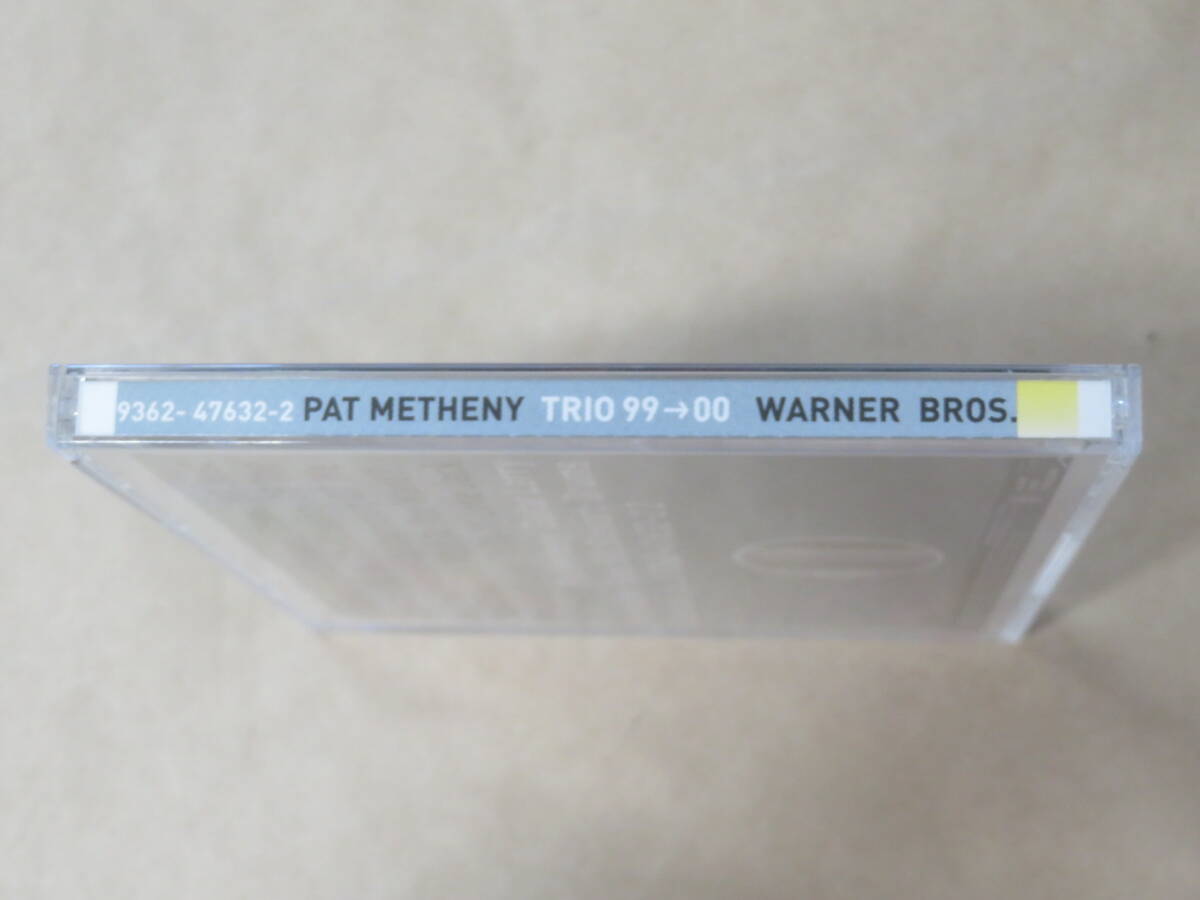 9362- 47632-2 PAT METHENY TRIO 99→00 WARNER BROS.